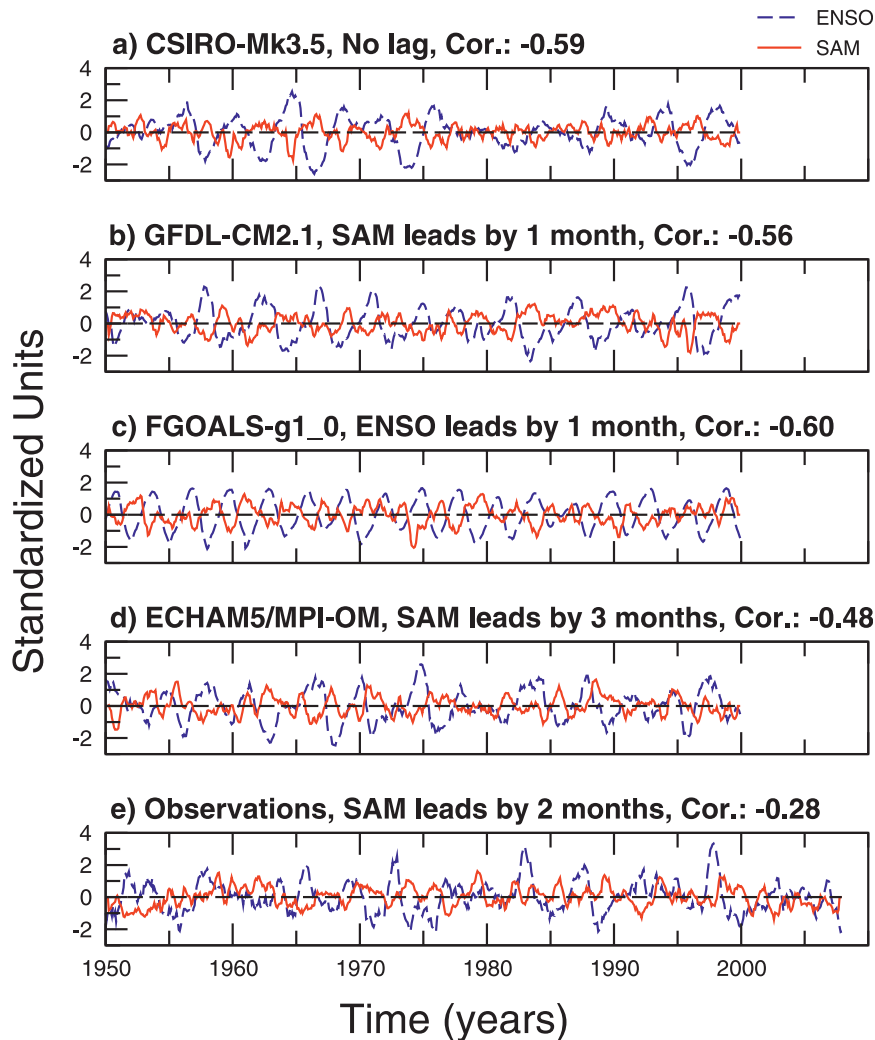 ENSO
SAM
a) CSIRO-Mk3.5, No lag, Cor.: -0.59
4
2
0
-2
b) GFDL-CM2.1, SAM leads by 1 month, Cor.: -0.56
4
2
0
-2
c) FGOALS-g1_0, ENSO leads by 1 month, Cor.: -0.60
4
2
0
-2
d) ECHAM5/MPI-OM, SAM leads by 3 months, Cor.: -0.48
4
2
0
-2
e) Observations, SAM leads by 2 months, Cor.: -0.28
4
2
0
-2
1950 1960 1970 1980 1990 2000
Time (years)
Standardized Units